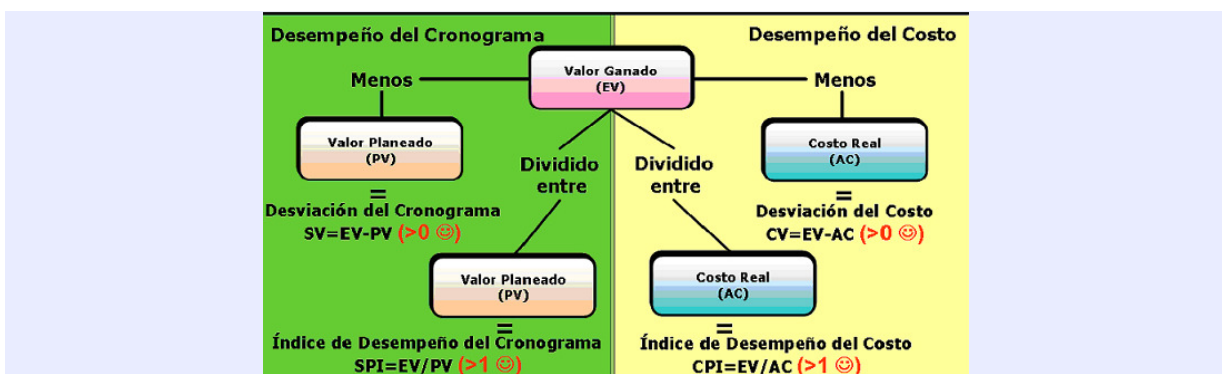 Desempeño del Cronograma
Desempeño del Costo
Valor Ganado
(EV)
Menos
Menos
Valor Planeado
(PV)
Costo Real
(AC)
Dividido
entre
Dividido
entre
=
Desviación del Cronograma
SV=EV-PV (>0 ☺)
=
Desviación del Costo
CV=EV-AC (>0 ☺)
Valor Planeado
(PV)
Costo Real
(AC)
=
Índice de Desempeño del Cronograma
SPI=EV/PV (>1 ☺)
=
Índice de Desempeño del Costo
CPI=EV/AC (>1 ☺)